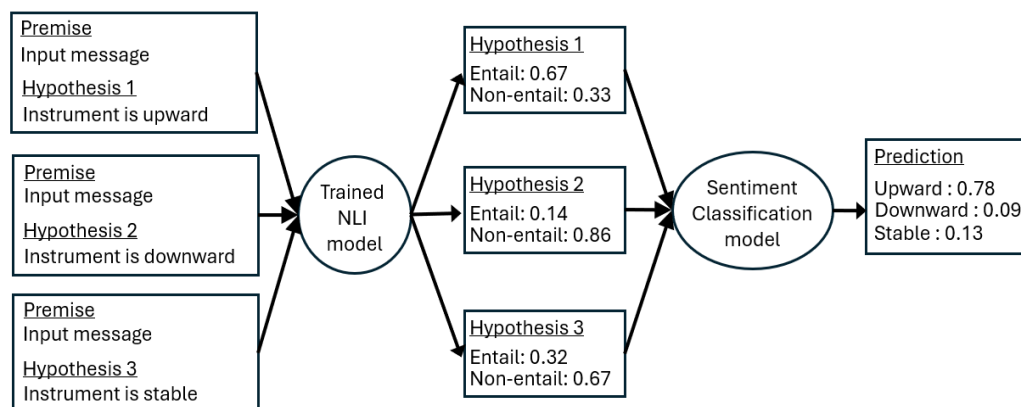 Premise
Input message
Hypothesis 1
Instrument is upward
Premise
Input message
Hypothesis 2
Instrument is downward
Premise
Input message
Hypothesis 3
Instrument is stable
Trained
NLI
model
Hypothesis 1
Entail: 0.67
Non-entail: 0.33
Hypothesis 2
Entail: 0.14
Non-entail: 0.86
Hypothesis 3
Entail: 0.32
Non-entail: 0.67
Sentiment
Classification
model
Prediction
Upward : 0.78
Downward : 0.09
Stable : 0.13